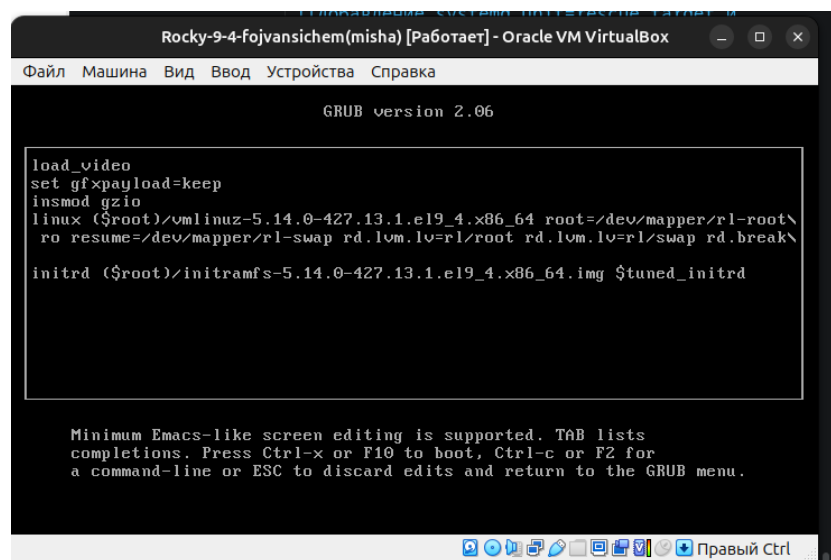 (Добавление systemd.unit=rescue.target и
Rocky-9-4-fojvansichem(misha) [Работает] - Oracle VM VirtualBox
Файл Машина Вид Ввод Устройства Справка
GRUB version 2.06
load_video
set gfxpayload=keep
insmod gzio
linux ($root)/vmlinuz-5.14.0-427.13.1.el9_4.x86_64 root=/dev/mapper/rl-root\
ro resume=/dev/mapper/rl-swap rd.lvm.lv=rl/root rd.lvm.lv=rl/swap rd.break\
initrd ($root)/initramfs-5.14.0-427.13.1.el9_4.x86_64.img $tuned_initrd
Minimum Emacs-like screen editing is supported. TAB lists
completions. Press Ctrl-x or F10 to boot, Ctrl-c or F2 for
a command-line or ESC to discard edits and return to the GRUB menu.
Правый Ctrl